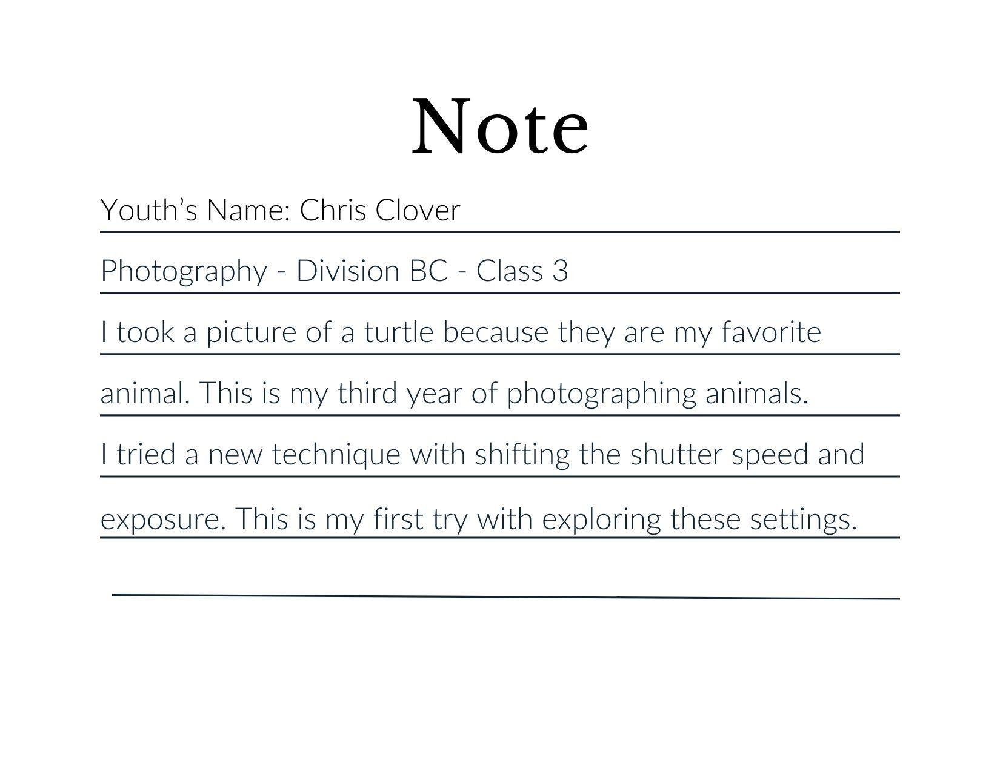 Note
Youth’s Name: Chris Clover
Photography - Division BC - Class 3
I took a picture of a turtle because they are my favorite
animal. This is my third year of photographing animals.
I tried a new technique with shifting the shutter speed and
exposure. This is my first try with exploring these settings.